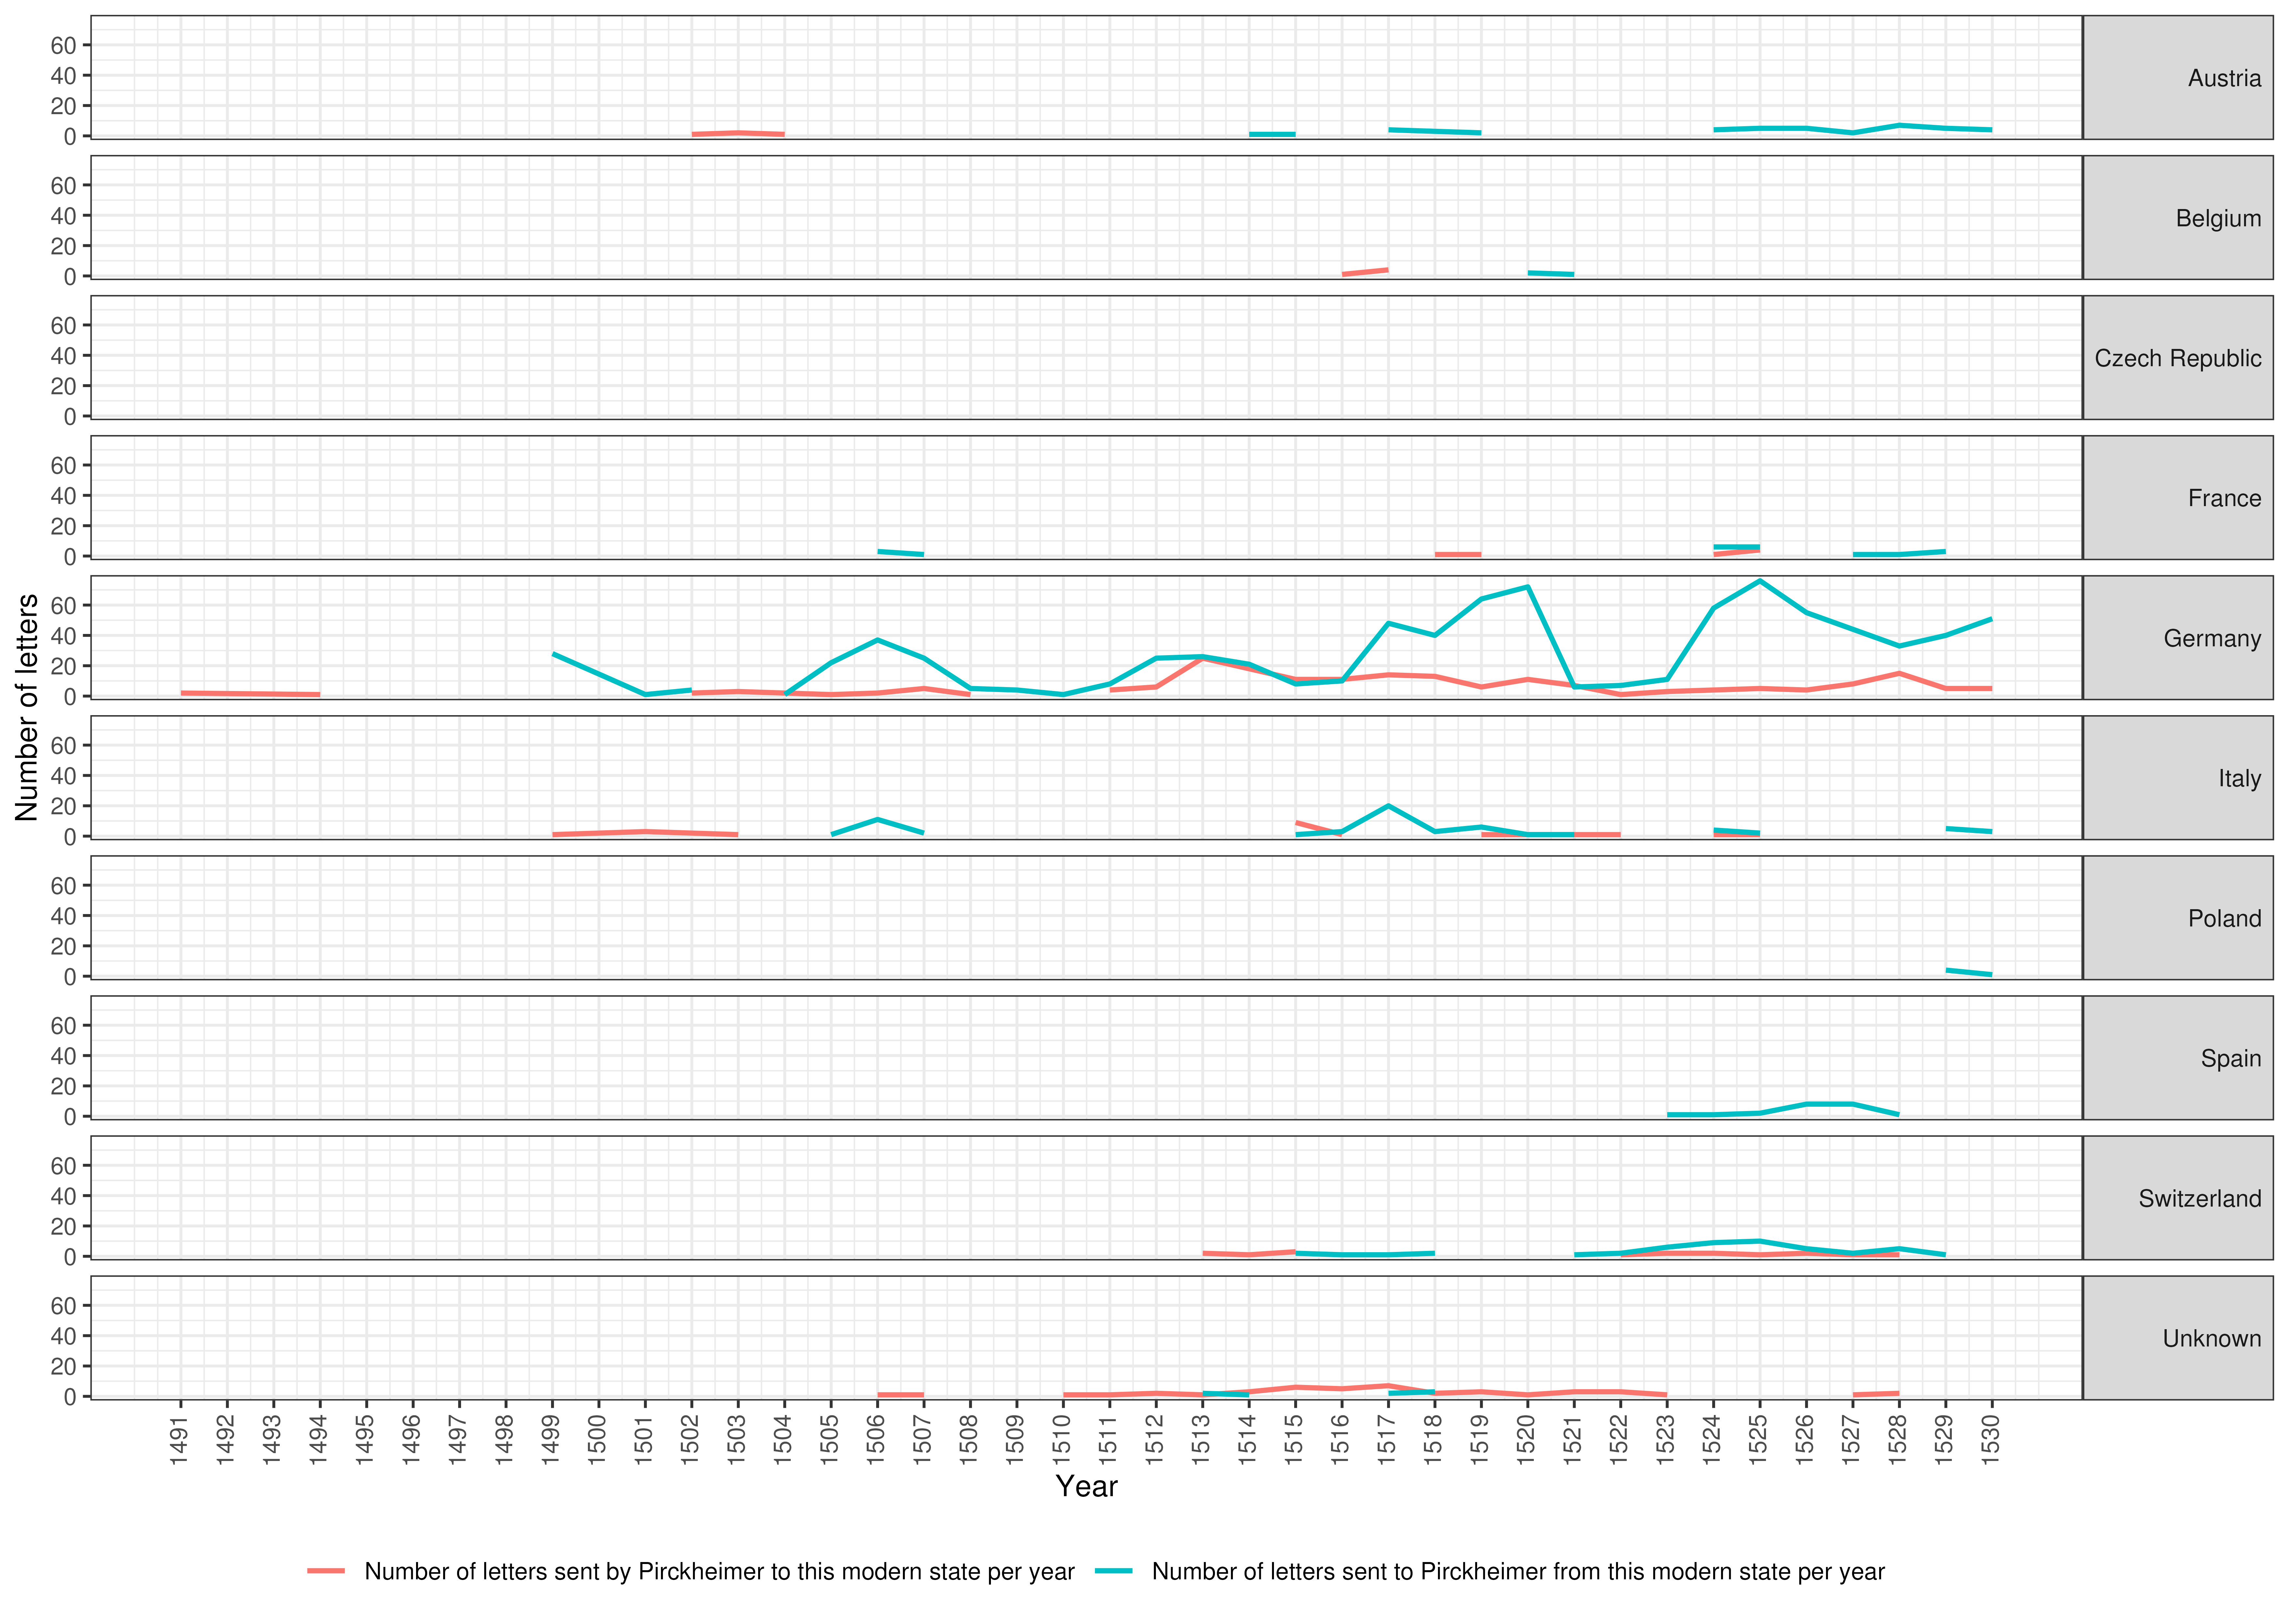 60
40
20
0
Austria
60
40
20
0
Belgium
60
40
20
0
Czech Republic
60
40
20
0
France
60
40
20
0
Germany
60
40
20
0
Italy
60
40
20
0
Poland
60
40
20
0
Spain
60
40
20
0
Switzerland
60
40
20
0
Unknown
Number of letters
1491 1492 1493 1494 1495 1496 1497 1498 1499 1500 1501 1502 1503 1504 1505 1506 1507 1508 1509 1510 1511 1512 1513 1514 1515 1516 1517 1518 1519 1520 1521 1522 1523 1524 1525 1526 1527 1528 1529 1530
Year
Number of letters sent by Pirckheimer to this modern state per year Number of letters sent to Pirckheimer from this modern state per year